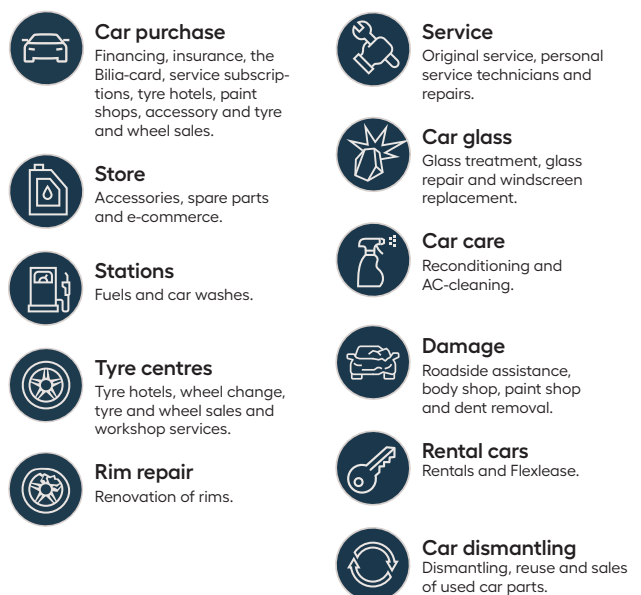 Car purchase
Financing, insurance, the
Bilia-card, service subscrip-
tions, tyre hotels, paint
shops, accessory and tyre
and wheel sales.
Store
Accessories, spare parts
and e-commerce.
Stations
Fuels and car washes.
Tyre centres
Tyre hotels, wheel change,
tyre and wheel sales and
workshop services.
Rim repair
Renovation of rims.
Service
Original service, personal
service technicians and
repairs.
Car glass
Glass treatment, glass
repair and windscreen
replacement.
Car care
Reconditioning and
AC-cleaning.
Damage
Roadside assistance,
body shop, paint shop
and dent removal.
Rental cars
Rentals and Flexlease.
Car dismantling
Dismantling, reuse and sales
of used car parts.